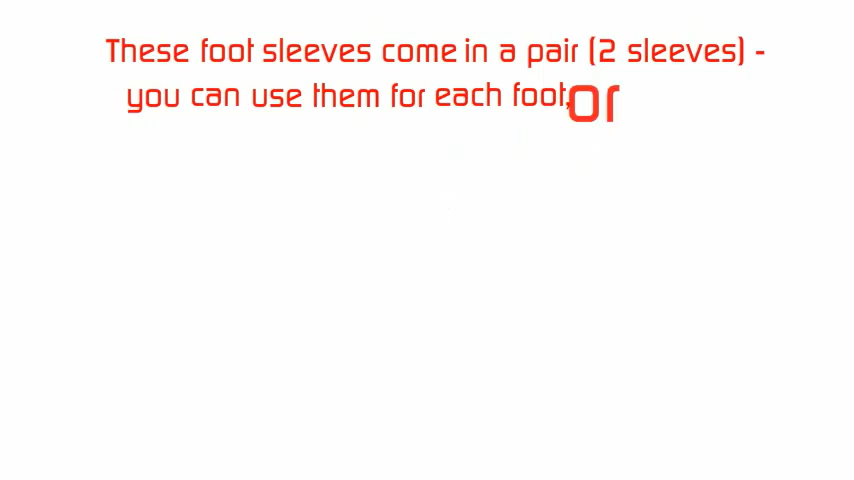 These foot sleeves come in a pair (2 sleeves) -
you can use them for each foot, or